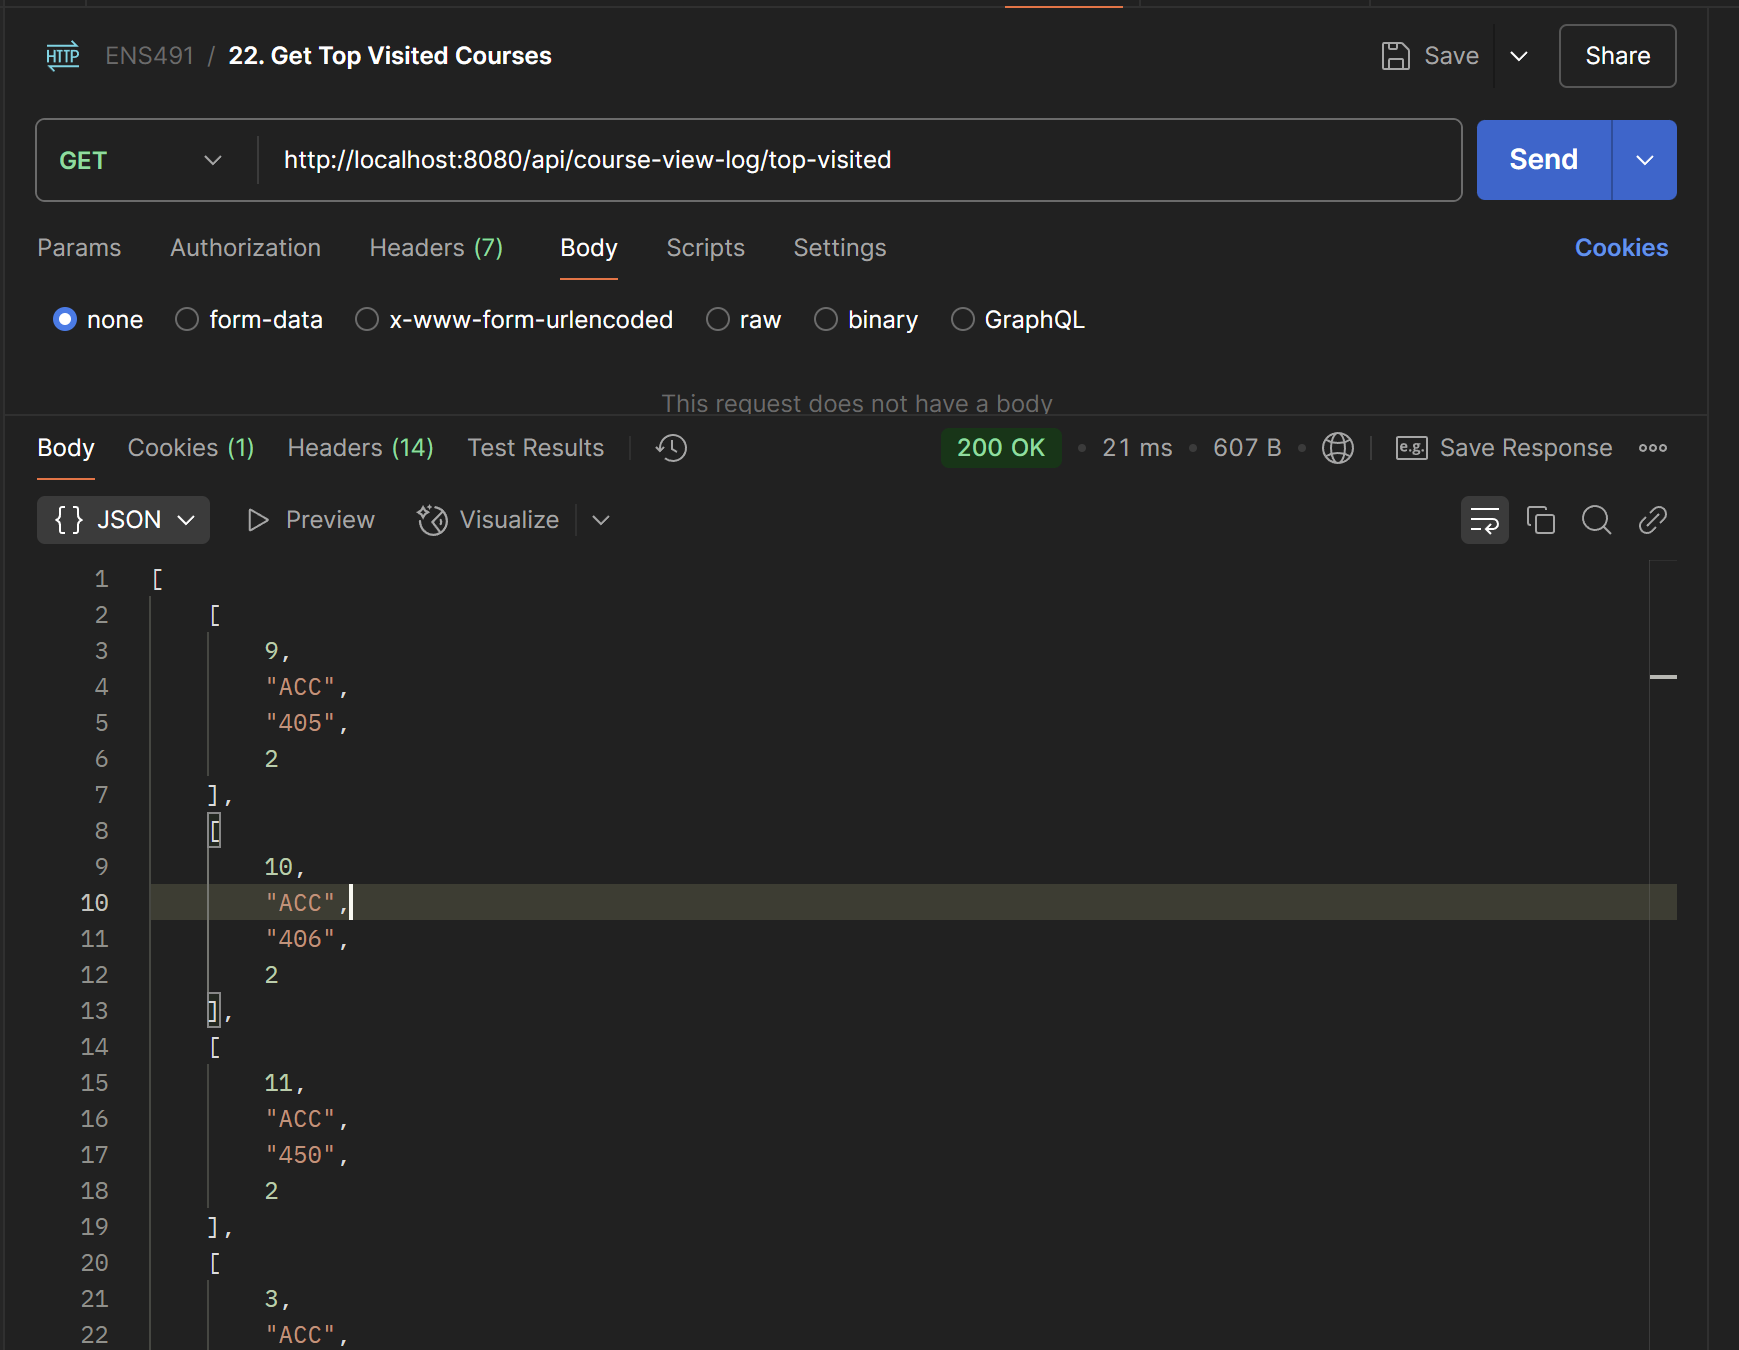 HTTP ENS491 / 22. Get Top Visited Courses Save Share
GET http://localhost:8080/api/course-view-log/top-visited Send
Params Authorization Headers (7) Body Scripts Settings Cookies
none form-data x-www-form-urlencoded raw binary GraphQL
This request does not have a body
Body Cookies (1) Headers (14) Test Results 200 OK • 21 ms • 607 B • e.g. Save Response
{} JSON Preview Visualize
1 [
2 [
3 9,
4 "ACC",
5 "405",
6 2
7 ],
8 [
9 10,
10 "ACC",
11 "406",
12 2
13 ],
14 [
15 11,
16 "ACC",
17 "450",
18 2
19 ],
20 [
21 3,
22 "ACC",